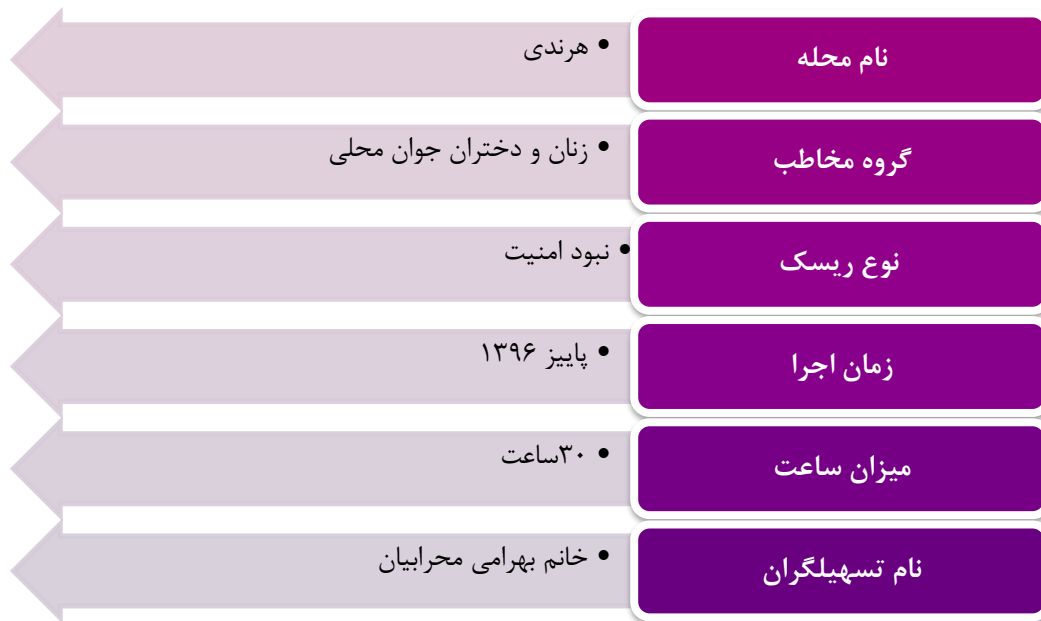 نام محله
• هرندی
گروه مخاطب
• زنان و دختران جوان محلی
نوع ریسک
• نبود امنیت
زمان اجرا
• پاییز ۱۳۹۶
میزان ساعت
• ۳۰ساعت
نام تسهیلگران
• خانم بهرامی محرابیان